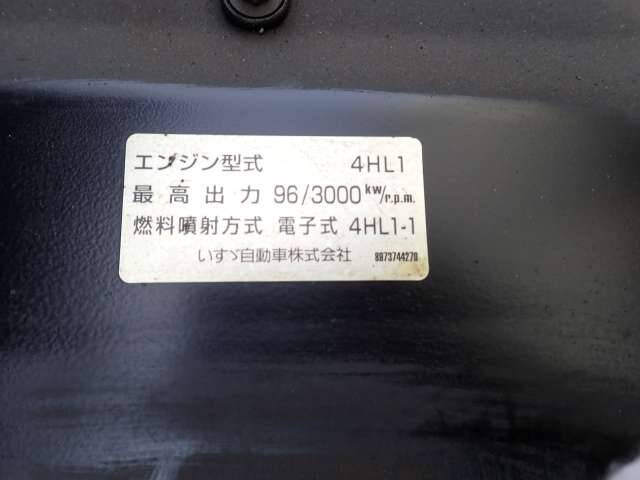 エンジン型式 4HL1
最高出力 96/3000 kw/r.p.m.
燃料噴射方式 電子式 4HL1-1
いすゞ自動車株式会社 8973744270